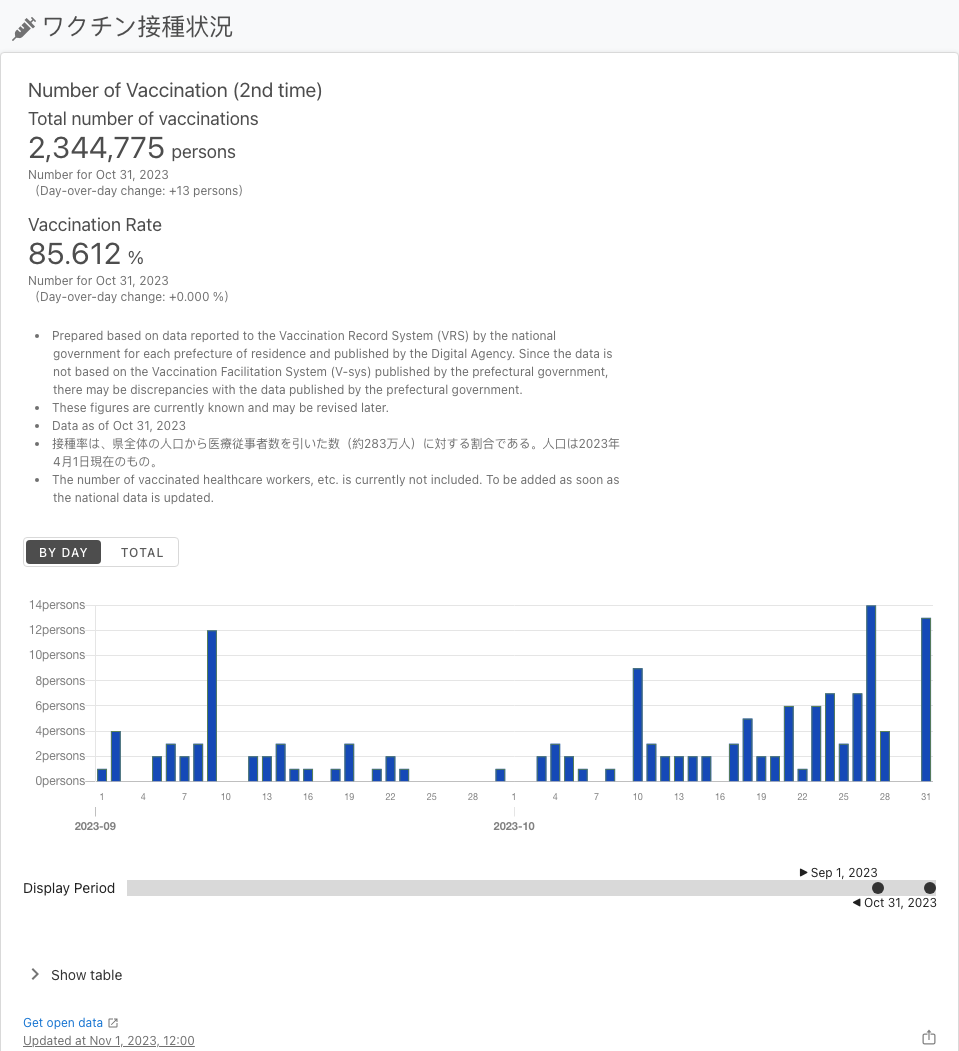 ワクチン接種状況
Number of Vaccination (2nd time)
Total number of vaccinations
2,344,775 persons
Number for Oct 31, 2023
(Day-over-day change: +13 persons)
Vaccination Rate
85.612 %
Number for Oct 31, 2023
(Day-over-day change: +0.000 %)
• Prepared based on data reported to the Vaccination Record System (VRS) by the national
government for each prefecture of residence and published by the Digital Agency. Since the data is
not based on the Vaccination Facilitation System (V-sys) published by the prefectural government,
there may be discrepancies with the data published by the prefectural government.
• These figures are currently known and may be revised later.
• Data as of Oct 31, 2023
• 接種率は、県全体の人口から医療従事者数を引いた数（約283万人）に対する割合である。人口は2023年
4月1日現在のもの。
• The number of vaccinated healthcare workers, etc. is currently not included. To be added as soon as
the national data is updated.
BY DAY TOTAL
14persons
12persons
10persons
8persons
6persons
4persons
2persons
0persons
1 4 7 10 13 16 19 22 25 28 1 4 7 10 13 16 19 22 25 28 31
2023-09 2023-10
Sep 1, 2023
Display Period
Oct 31, 2023
Show table
Get open data
Updated at Nov 1, 2023, 12:00